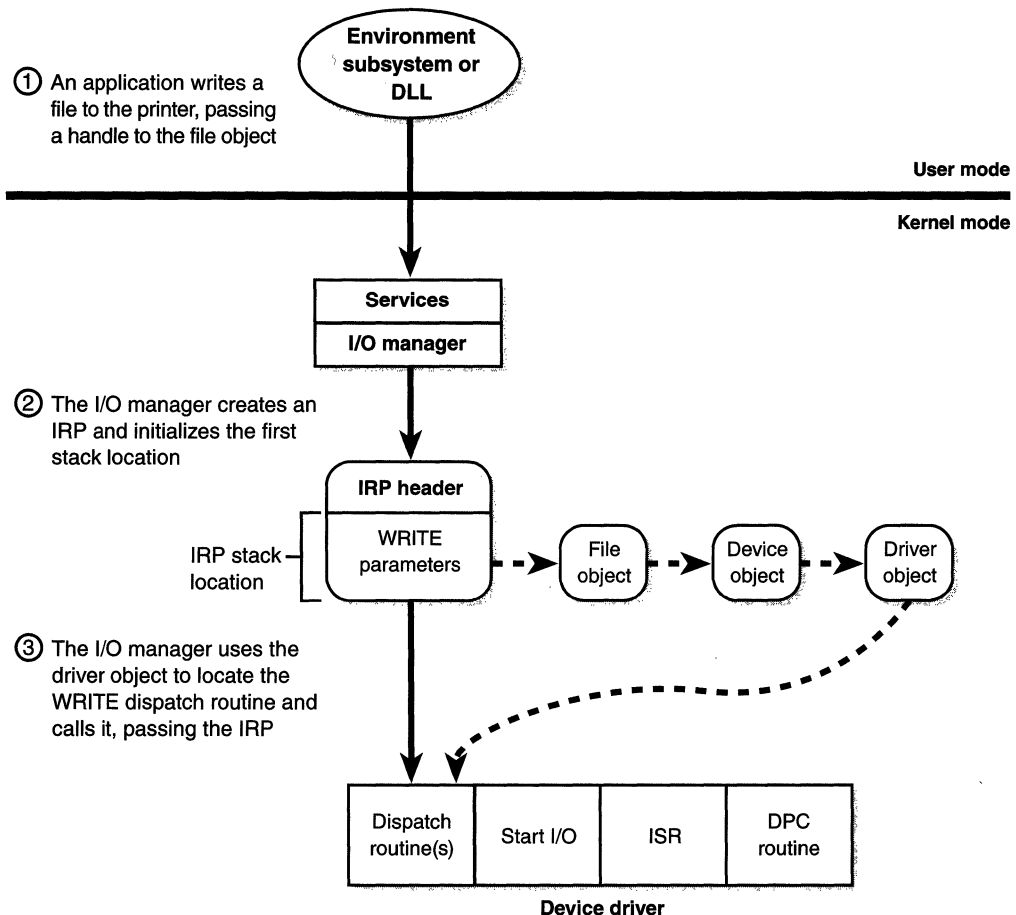 Environment
subsystem or
DLL
① An application writes a
file to the printer, passing
a handle to the file object
User mode
Kernel mode
Services
I/O manager
② The I/O manager creates an
IRP and initializes the first
stack location
IRP header
WRITE
parameters
IRP stack
location
File
object
Device
object
Driver
object
③ The I/O manager uses the
driver object to locate the
WRITE dispatch routine and
calls it, passing the IRP
Dispatch
routine(s)
Start I/O
ISR
DPC
routine
Device driver